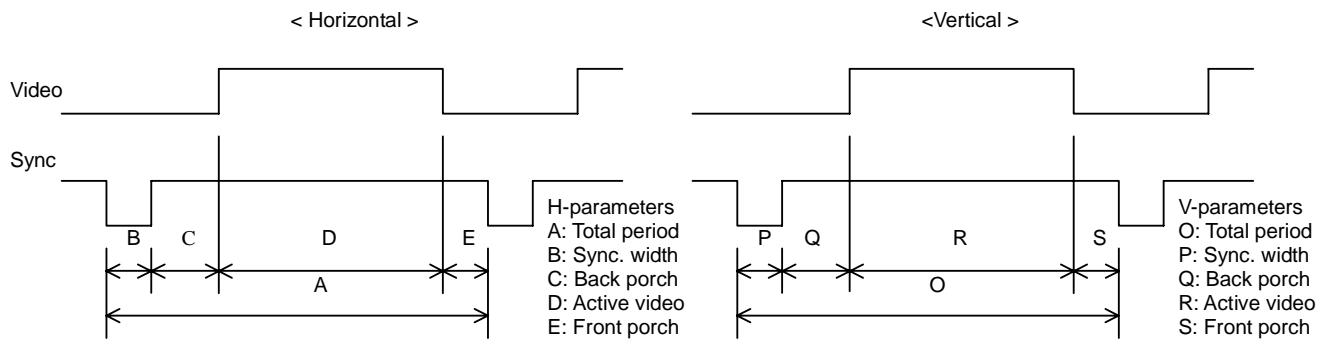 < Horizontal >
<Vertical >
Video
Sync
B C D E
A
H-parameters
A: Total period
B: Sync. width
C: Back porch
D: Active video
E: Front porch
P Q R S
O
V-parameters
O: Total period
P: Sync. width
Q: Back porch
R: Active video
S: Front porch